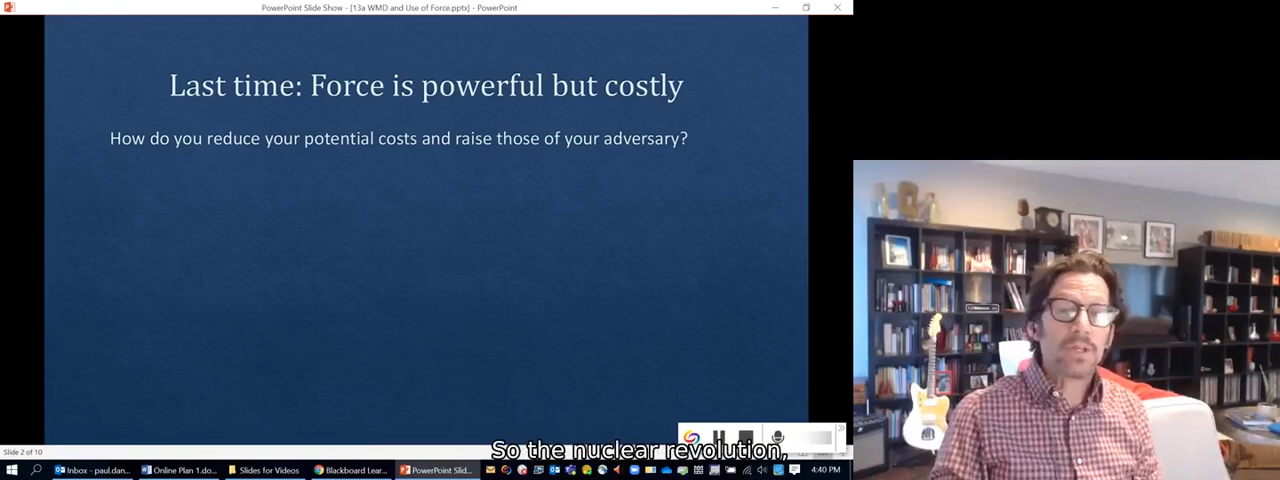 PowerPoint Slide Show - [13a WMD and Use of Force.pptx] - PowerPoint
Last time: Force is powerful but costly
How do you reduce your potential costs and raise those of your adversary?
So the nuclear revolution,
Slide 2 of 10
Inbox - paul.dan...
Online Plan 1.do...
Slides for Videos
Blackboard Lear...
PowerPoint Slid...
4:40 PM